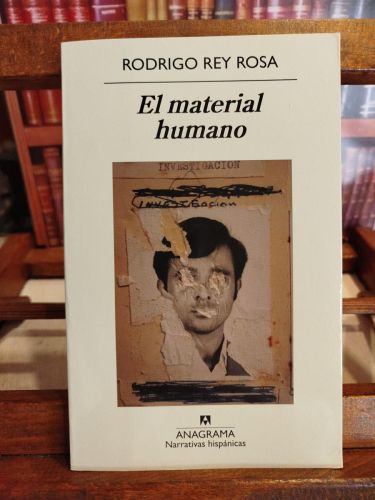 RODRIGO REY ROSA
El material
humano
INVESTIGACION
INVESTIGACION
ANAGRAMA
Narrativas hispánicas